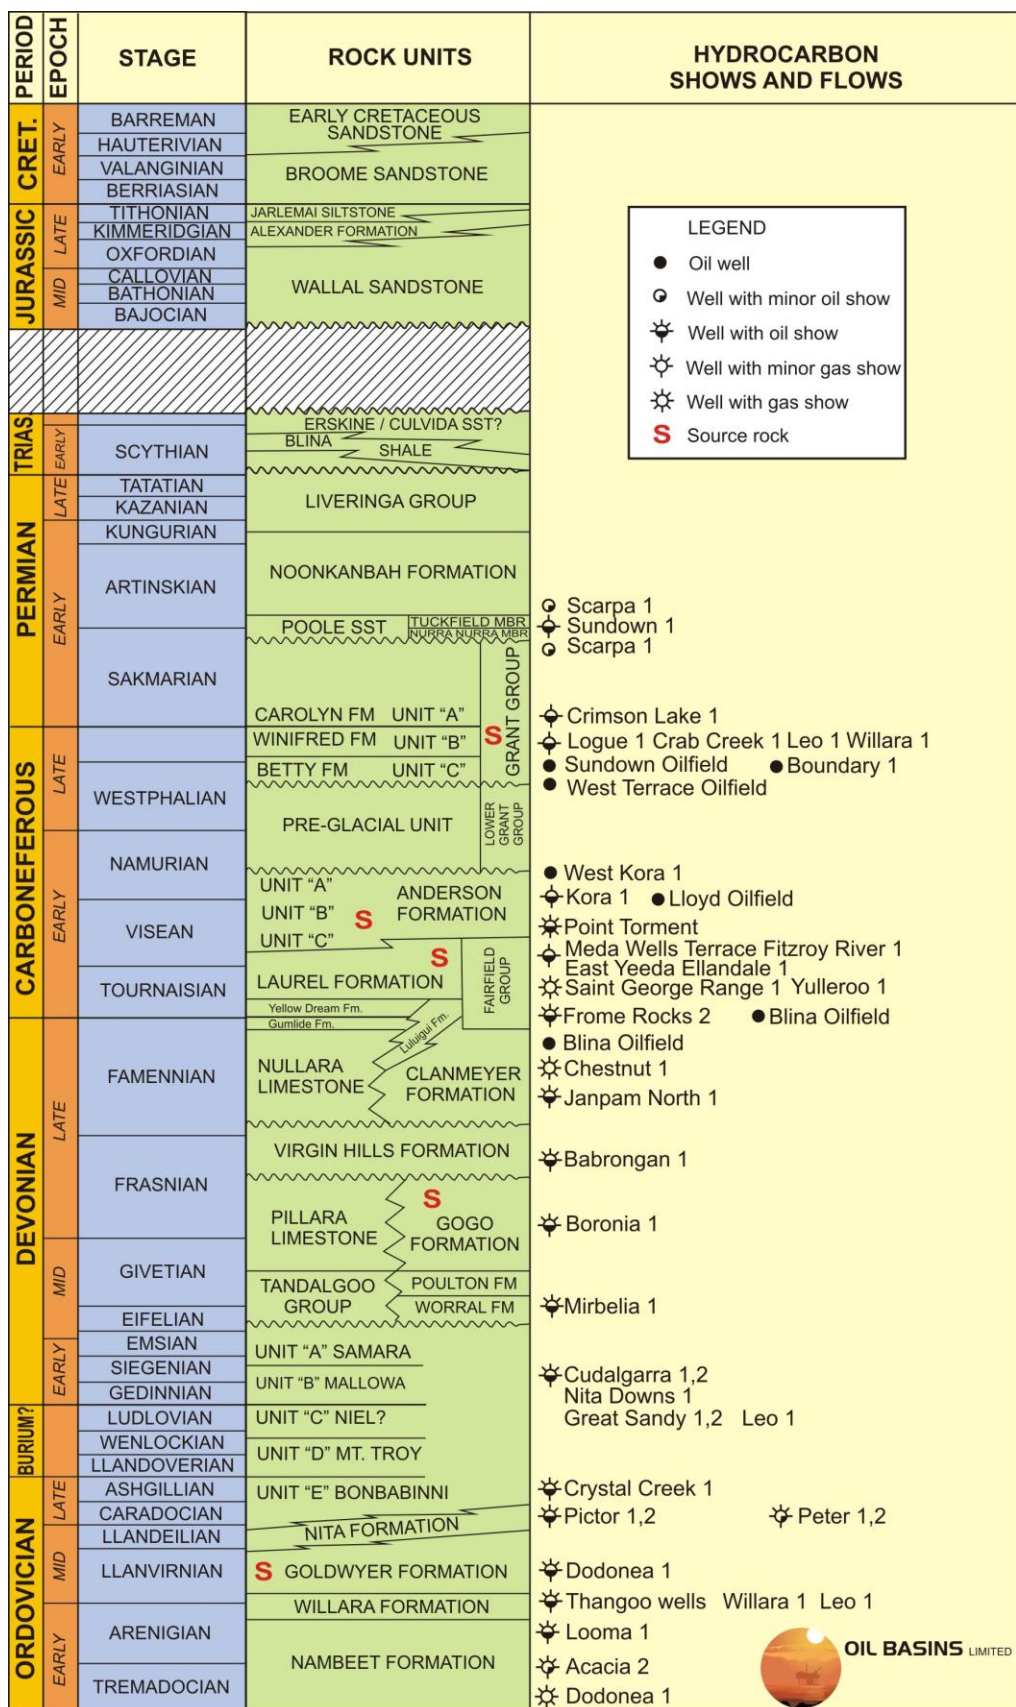 PERIOD
EPOCH
STAGE
ROCK UNITS
HYDROCARBON
SHOWS AND FLOWS
CRET.
EARLY
BARREMAN
HAUTERIVIAN
VALANGINIAN
BERRIASIAN
EARLY CRETACEOUS
SANDSTONE
BROOME SANDSTONE
JURASSIC
LATE
MID
TITHONIAN
KIMMERIDGIAN
OXFORDIAN
CALLOVIAN
BATHONIAN
BAJOCIAN
JARLEMAI SILTSTONE
ALEXANDER FORMATION
WALLAL SANDSTONE
LEGEND
Oil well
Well with minor oil show
Well with oil show
Well with minor gas show
Well with gas show
S Source rock
TRIAS
EARLY
SCYTHIAN
ERSKINE / CULVIDA SST?
BLINA
SHALE
PERMIAN
LATE
EARLY
TATATIAN
KAZANIAN
KUNGURIAN
ARTINSKIAN
SAKMARIAN
LIVERINGA GROUP
NOONKANBAH FORMATION
POOLE SST
TUCKFIELD MBR
NURRA NURRA MBR
GRANT GROUP
CAROLYN FM UNIT "A"
WINIFRED FM UNIT "B"
S
BETTY FM UNIT "C"
Scarpa 1
Sundown 1
Scarpa 1
Crimson Lake 1
Logue 1 Crab Creek 1 Leo 1 Willara 1
Sundown Oilfield Boundary 1
West Terrace Oilfield
CARBONEFEROUS
LATE
EARLY
WESTPHALIAN
NAMURIAN
VISEAN
TOURNAISIAN
PRE-GLACIAL UNIT
LOWER
GRANT
GROUP
UNIT "A"
UNIT "B"
UNIT "C"
S
ANDERSON
FORMATION
S
LAUREL FORMATION
FAIRFIELD
GROUP
Yellow Dream Fm.
Gumlide Fm.
Luluigui Fm.
West Kora 1
Kora 1 Lloyd Oilfield
Point Torment
Meda Wells Terrace Fitzroy River 1
East Yeeda Ellandale 1
Saint George Range 1 Yulleroo 1
Frome Rocks 2 Blina Oilfield
Blina Oilfield
Chestnut 1
Janpam North 1
DEVONIAN
LATE
MID
EARLY
FAMENNIAN
FRASNIAN
GIVETIAN
EIFELIAN
EMSIAN
SIEGENIAN
GEDINNIAN
NULLARA
LIMESTONE
CLANMEYER
FORMATION
VIRGIN HILLS FORMATION
PILLARA
LIMESTONE
S
GOGO
FORMATION
TANDALGOO
GROUP
POULTON FM
WORRAL FM
UNIT "A" SAMARA
UNIT "B" MALLOWA
Babrongan 1
Boronia 1
Mirbelia 1
Cudalgarra 1,2
Nita Downs 1
Great Sandy 1,2 Leo 1
BURIUM?
LUDLOVIAN
WENLOCKIAN
LLANDOVERIAN
UNIT "C" NIEL?
UNIT "D" MT. TROY
ORDOVICIAN
LATE
MID
EARLY
ASHGILLIAN
CARADOCIAN
LLANDEILIAN
LLANVIRNIAN
ARENIGIAN
TREMADOCIAN
UNIT "E" BONBABINNI
NITA FORMATION
S GOLDWYER FORMATION
WILLARA FORMATION
NAMBEET FORMATION
Crystal Creek 1
Pictor 1,2 Peter 1,2
Dodonea 1
Thangoo wells Willara 1 Leo 1
Looma 1
Acacia 2
Dodonea 1
OIL BASINS LIMITED